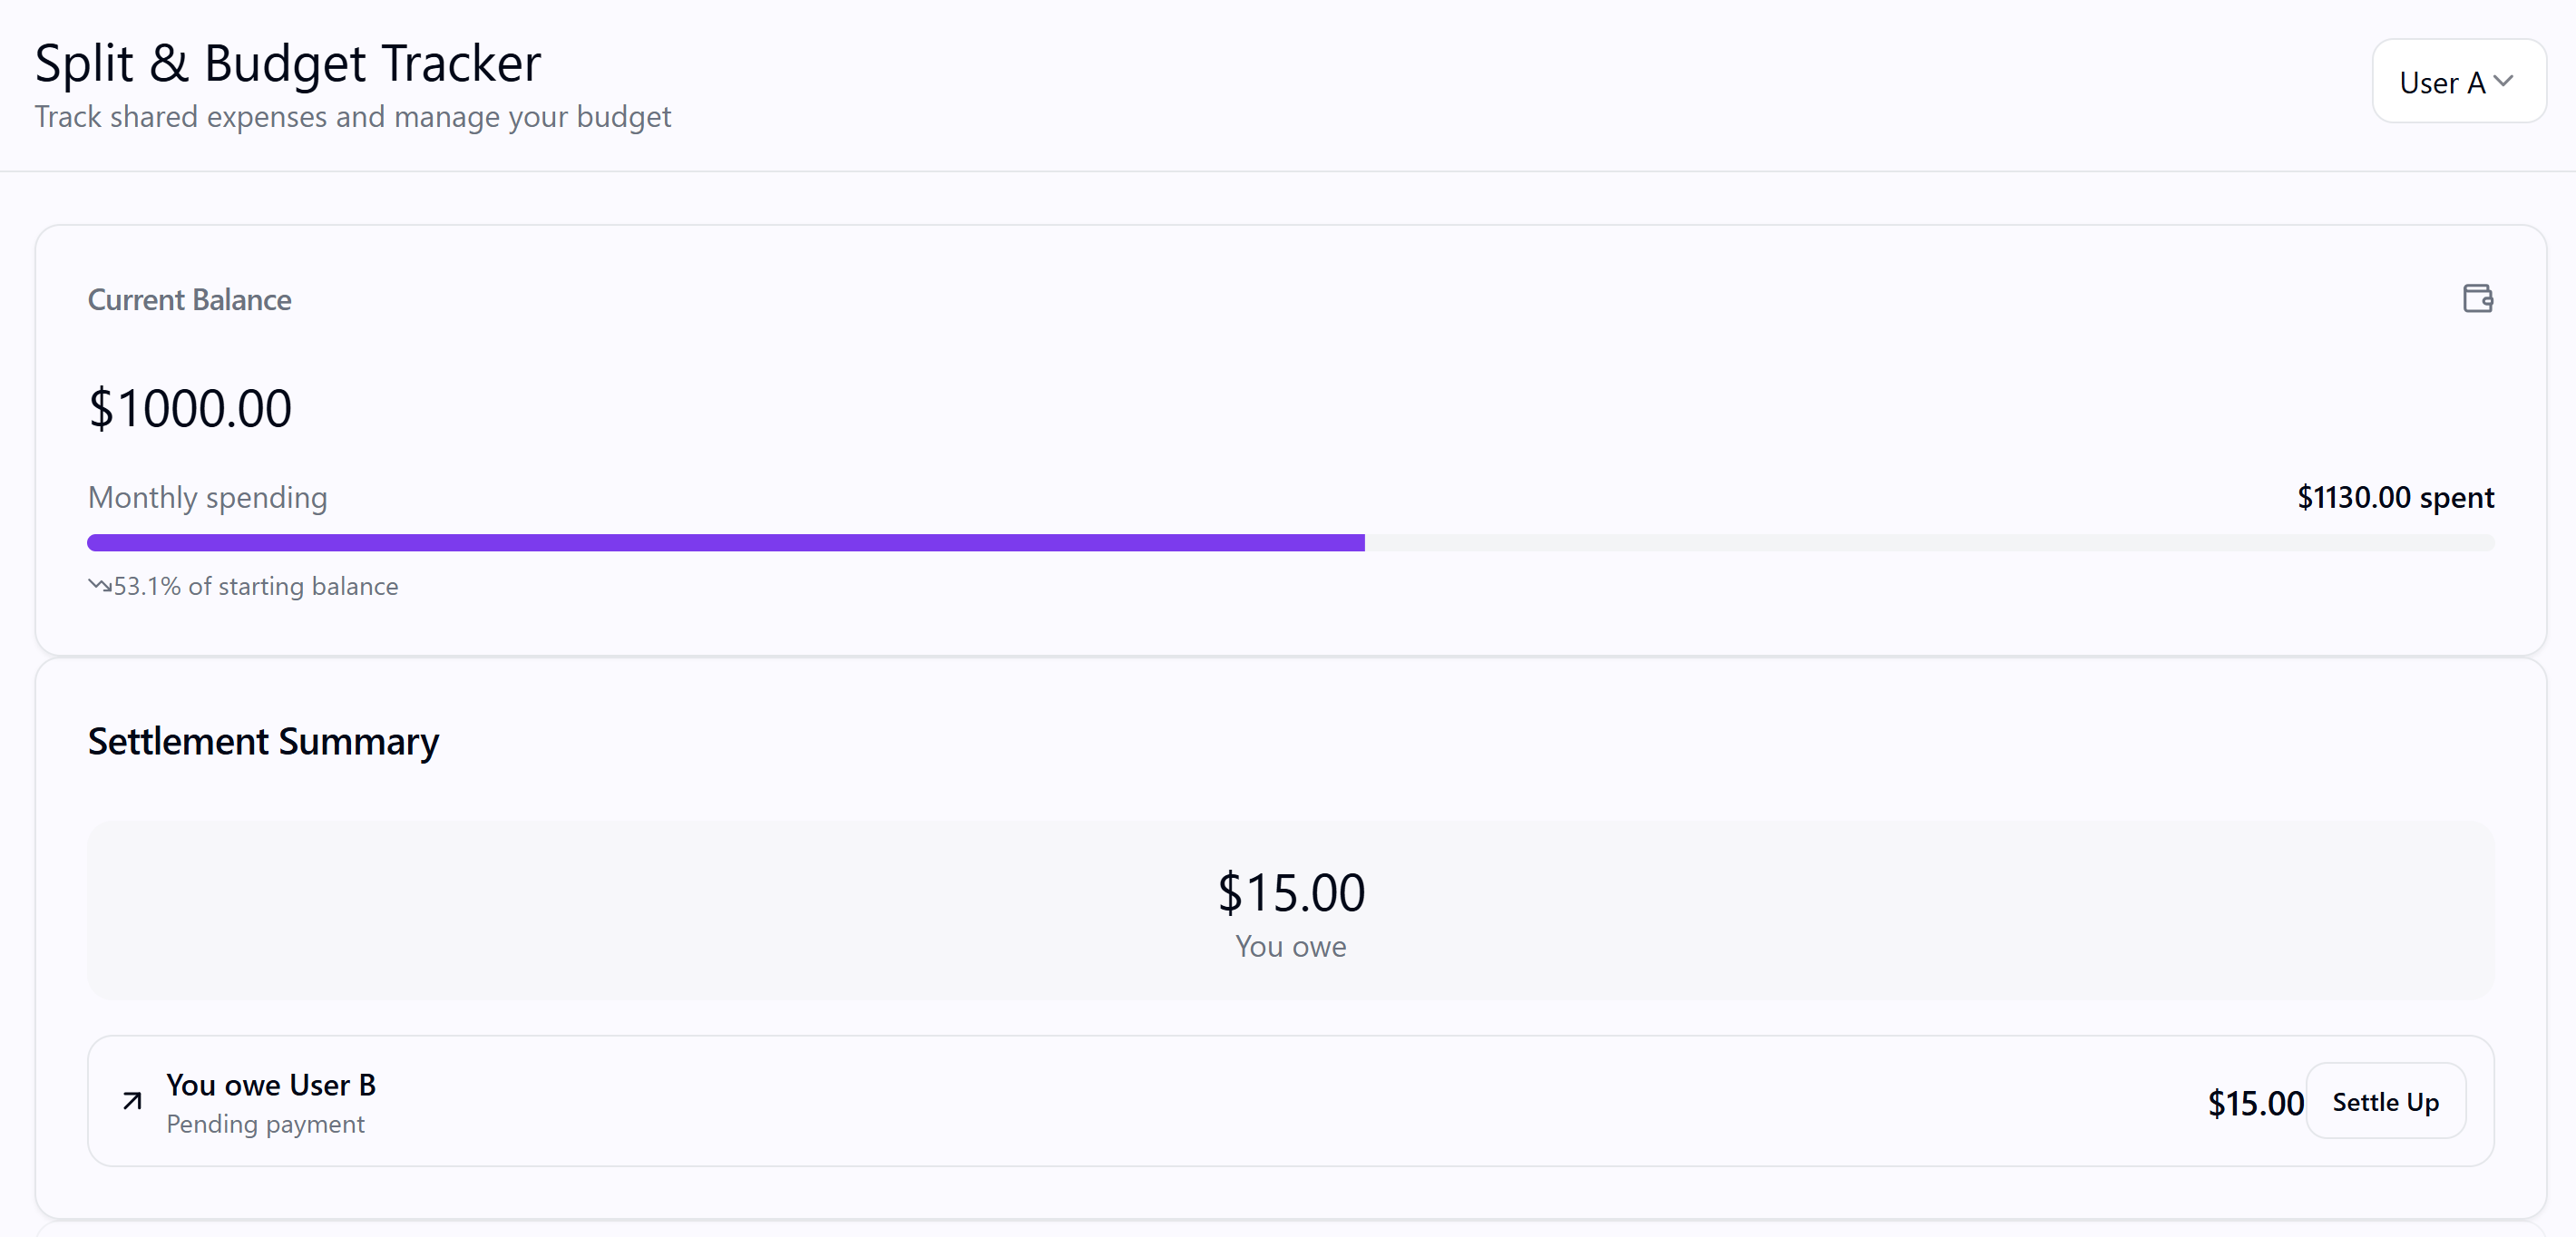 Split & Budget Tracker
Track shared expenses and manage your budget
User A
Current Balance
$1000.00
Monthly spending
$1130.00 spent
53.1% of starting balance
Settlement Summary
$15.00
You owe
You owe User B
Pending payment
$15.00
Settle Up